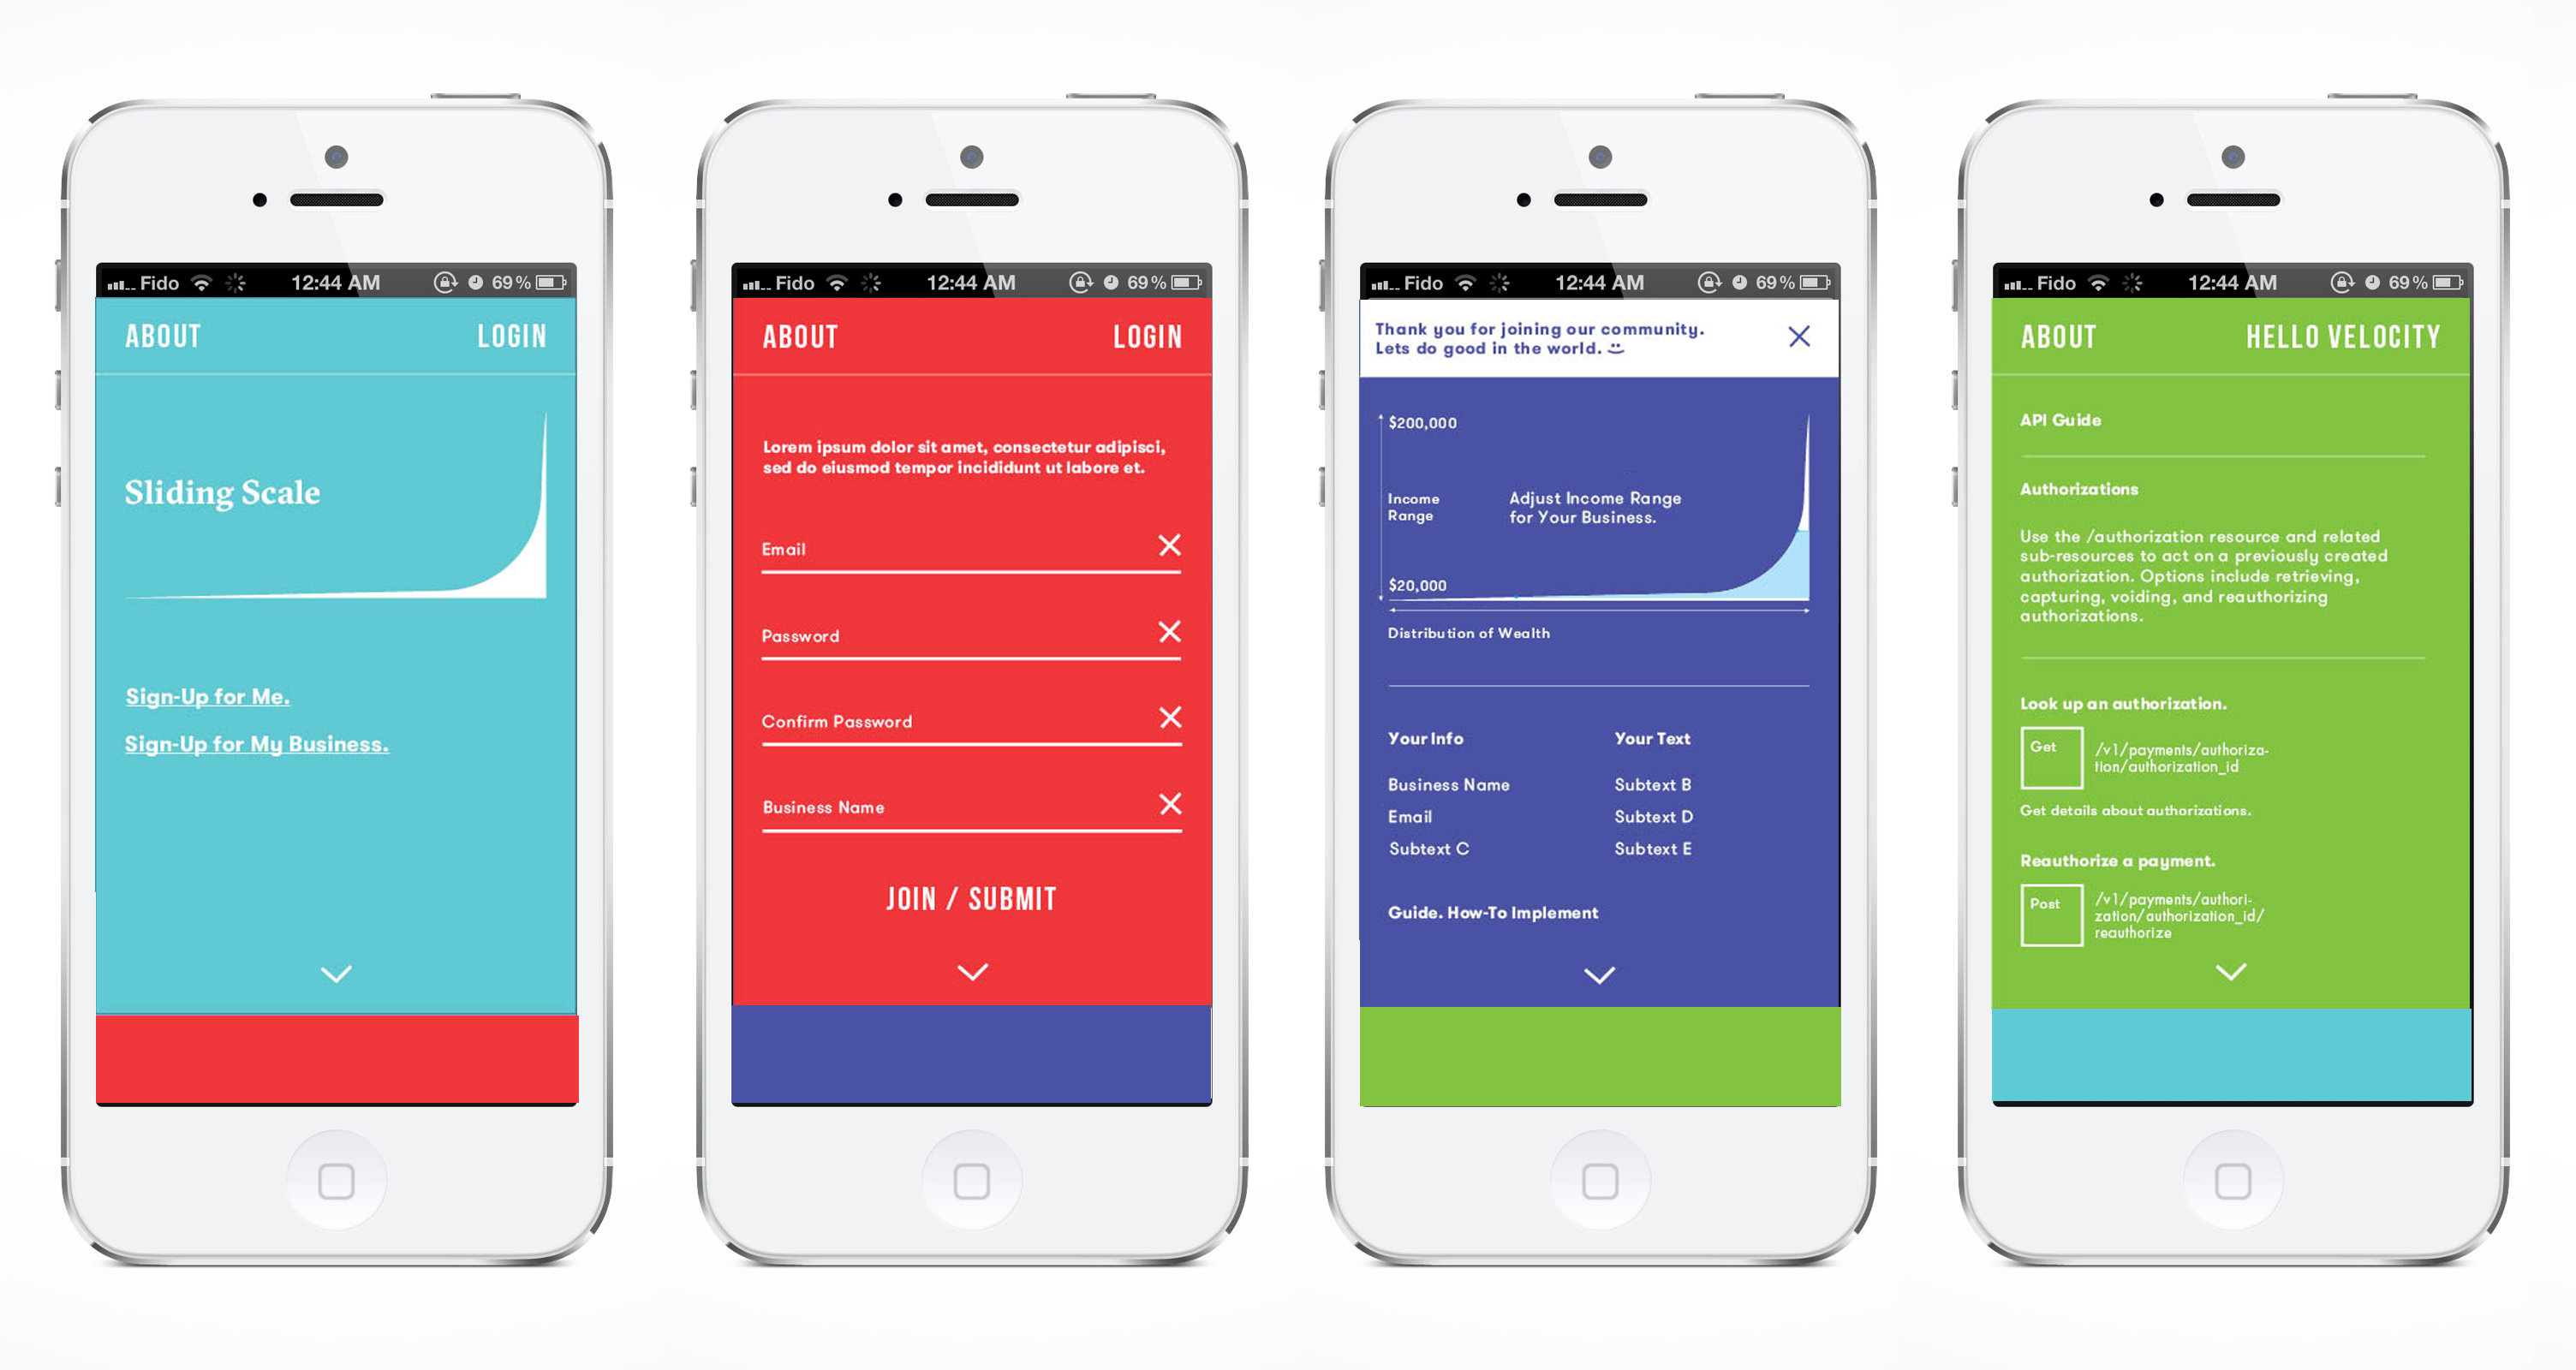 Fido 12:44 AM 69%
ABOUT LOGIN
Sliding Scale
Sign-Up for Me.
Sign-Up for My Business.
Fido 12:44 AM 69%
ABOUT LOGIN
Lorem ipsum dolor sit amet, consectetur adipisci,
sed do eiusmod tempor incididunt ut labore et.
Email
Password
Confirm Password
Business Name
JOIN / SUBMIT
Fido 12:44 AM 69%
Thank you for joining our community.
Lets do good in the world.
$200,000
Income
Range
Adjust Income Range
for Your Business.
$20,000
Distribution of Wealth
Your Info Your Text
Business Name Subtext B
Email Subtext D
Subtext C Subtext E
Guide. How-To Implement
Fido 12:44 AM 69%
ABOUT HELLO VELOCITY
API Guide
Authorizations
Use the /authorization resource and related
sub-resources to act on a previously created
authorization. Options include retrieving,
capturing, voiding, and reauthorizing
authorizations.
Look up an authorization.
Get
/v1/payments/authoriza-
tion/authorization_id
Get details about authorizations.
Reauthorize a payment.
Post
/v1/payments/authori-
zation/authorization_id/
reauthorize